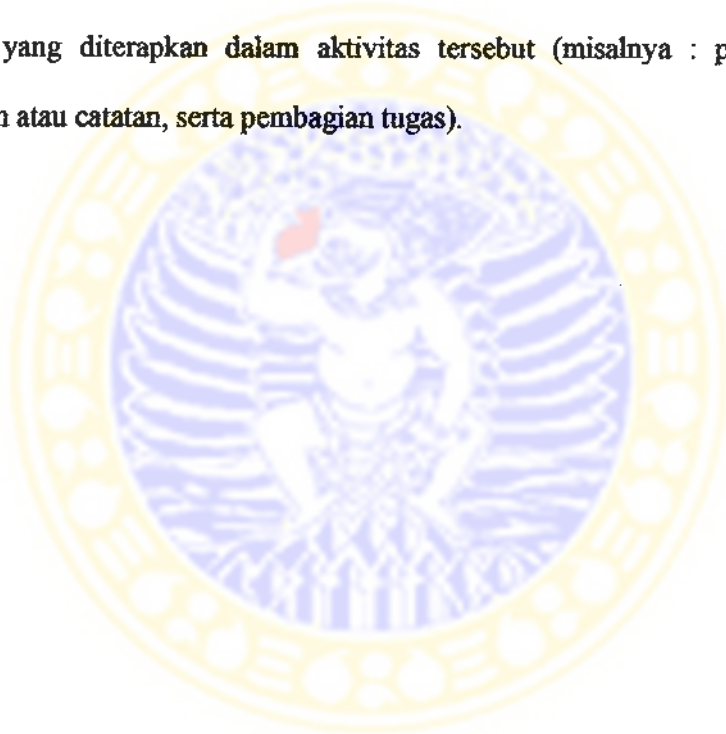 yang diterapkan dalam aktivitas tersebut (misalnya :
atau catatan, serta pembagian tugas).